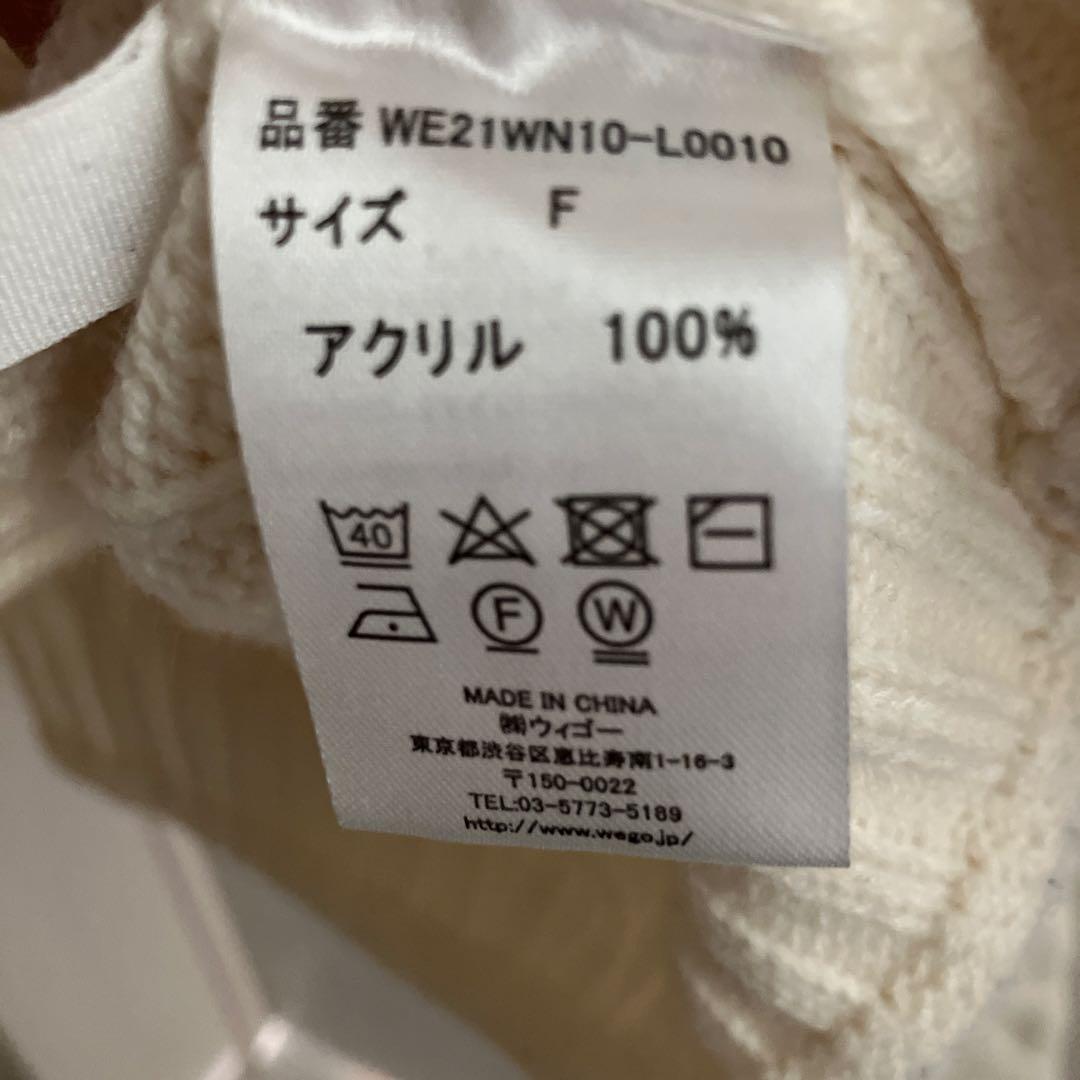 品番 WE21WN10-L0010
サイズ F
アクリル 100%
40
F W
MADE IN CHINA
㈱ウィゴー
東京都渋谷区恵比寿南1-16-3
〒150-0022
TEL:03-5773-5189
http://www.wego.jp/